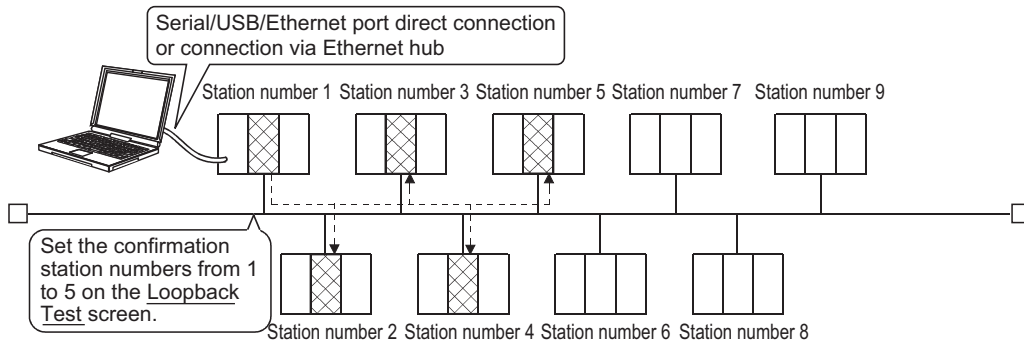 Serial/USB/Ethernet port direct connection
or connection via Ethernet hub
Station number 1 Station number 3 Station number 5 Station number 7 Station number 9
Set the confirmation
station numbers from 1
to 5 on the Loopback
Test screen.
Station number 2 Station number 4 Station number 6 Station number 8